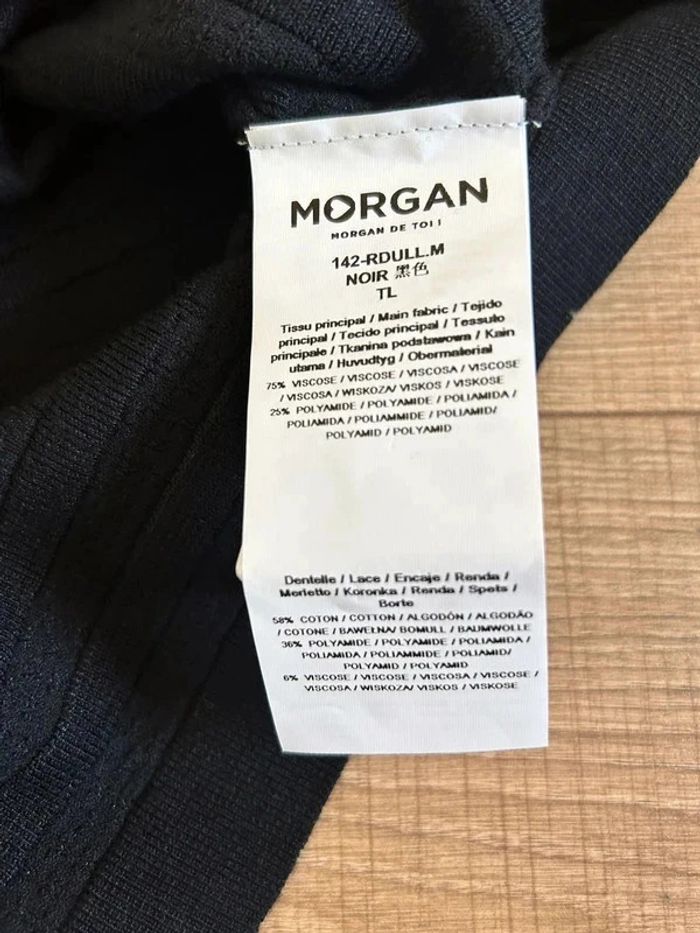 MORGAN
MORGAN DE TOI !
142-RDULL.M
NOIR 黑色
TL
Tissu principal / Main fabric / Tejido
principal / Tecido principal / Tessuto
principale / Tkanina podstawowa / Kain
utama / Huvudtyg / Obermaterial
75% VISCOSE / VISCOSE / VISCOSA / VISCOSE
/ VISCOSA / WISKOZA/ VISKOS / VISKOSE
25% POLYAMIDE / POLYAMIDE / POLIAMIDA /
POLIAMIDA / POLIAMMIDE / POLIAMID/
POLYAMID / POLYAMID
Dentelle / Lace / Encaje / Renda /
Merletto / Koronka / Renda / Spets /
Borte
58% COTON / COTTON / ALGODÓN / ALGODÃO
/ COTONE / BAWEŁNA/ BOMULL / BAUMWOLLE
36% POLYAMIDE / POLYAMIDE / POLIAMIDA /
POLIAMIDA / POLIAMMIDE / POLIAMID/
POLYAMID / POLYAMID
6% VISCOSE / VISCOSE / VISCOSA / VISCOSE /
VISCOSA / WISKOZA/ VISKOS / VISKOSE